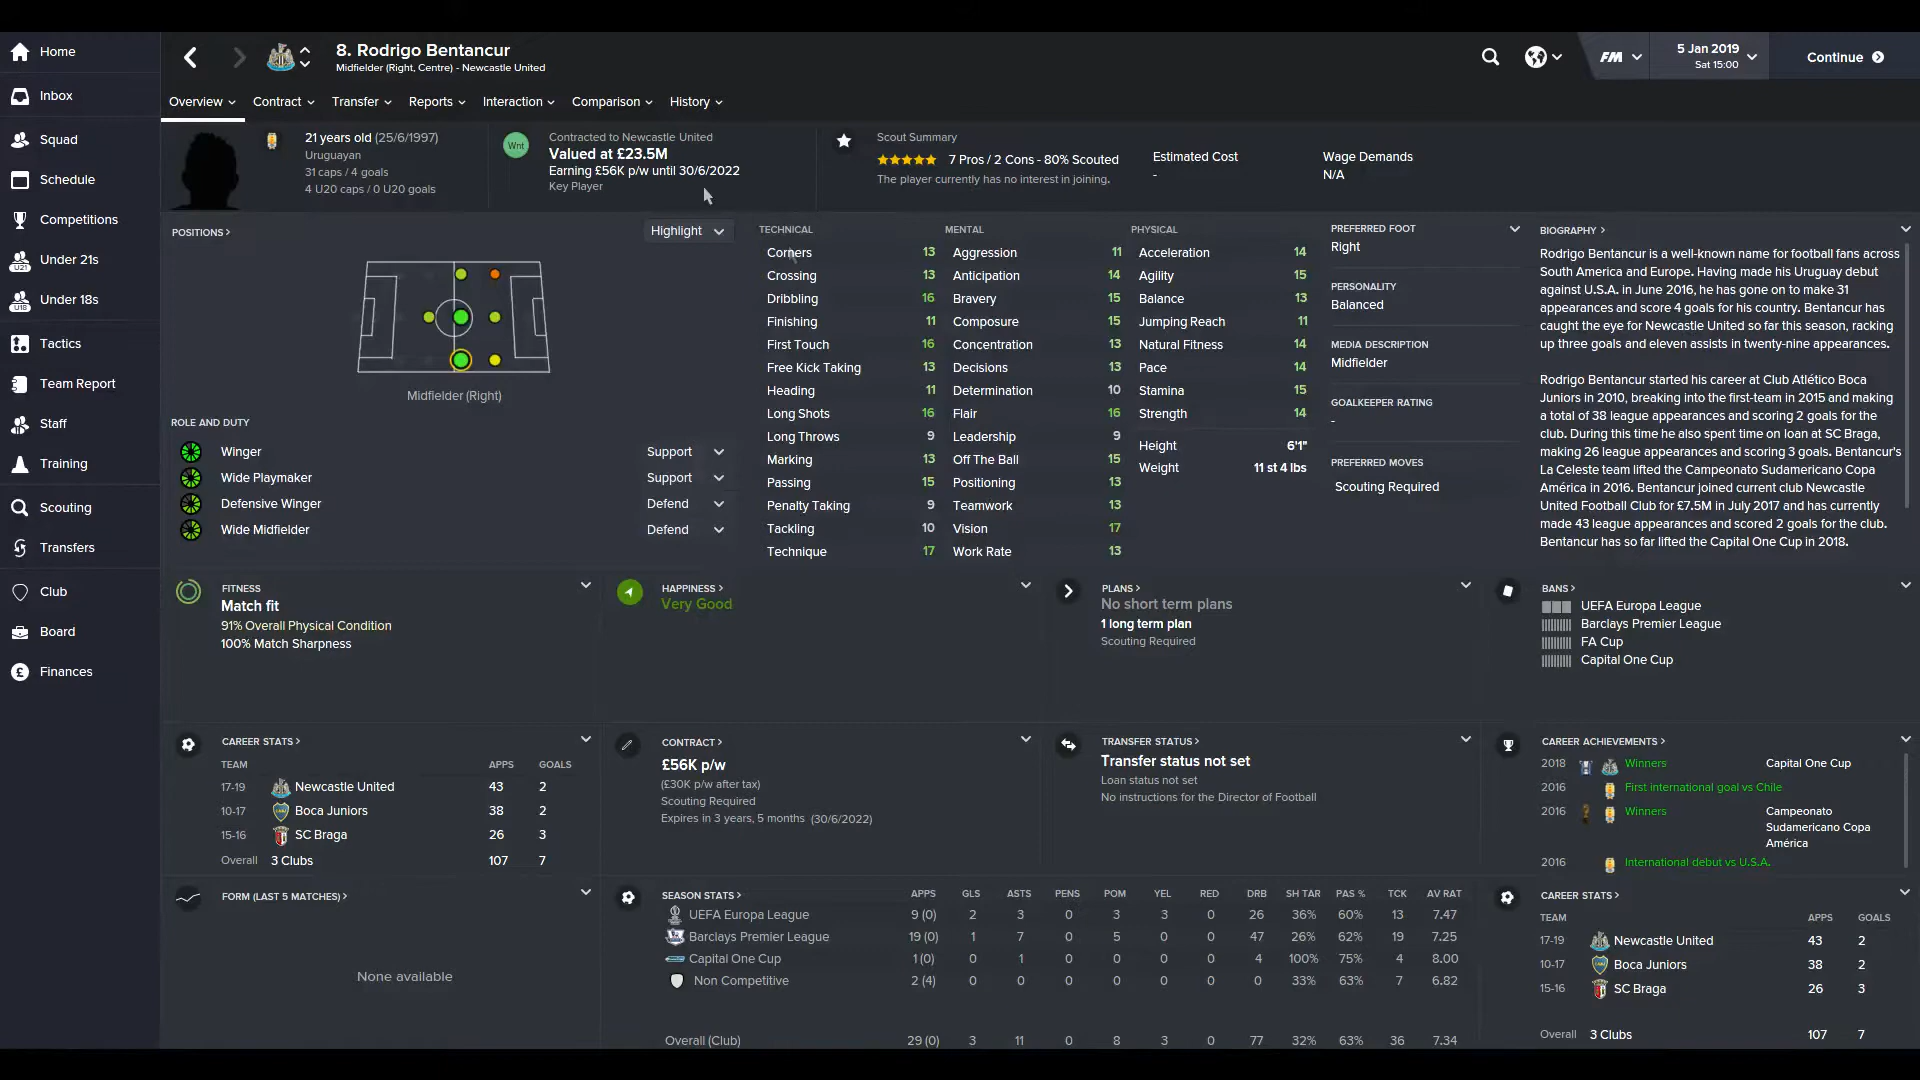 Home
Inbox
Squad
Schedule
Competitions
Under 21s
Under 18s
Tactics
Team Report
Staff
Training
Scouting
Transfers
Club
Board
Finances
8. Rodrigo Bentancur
Midfielder (Right, Centre) - Newcastle United
FM
5 Jan 2019
Sat 15:00
Continue
Overview Contract Transfer Reports Interaction Comparison History
21 years old (25/6/1997)
Uruguayan
31 caps / 4 goals
4 U20 caps / 0 U20 goals
Wnt
Contracted to Newcastle United
Valued at £23.5M
Earning £56K p/w until 30/6/2022
Key Player
Scout Summary
7 Pros / 2 Cons - 80% Scouted
The player currently has no interest in joining.
Estimated Cost
-
Wage Demands
N/A
POSITIONS >
Highlight
Midfielder (Right)
ROLE AND DUTY
Winger Support
Wide Playmaker Support
Defensive Winger Defend
Wide Midfielder Defend
TECHNICAL
Corners 13
Crossing 13
Dribbling 16
Finishing 11
First Touch 16
Free Kick Taking 13
Heading 11
Long Shots 16
Long Throws 9
Marking 13
Passing 15
Penalty Taking 9
Tackling 10
Technique 17
MENTAL
Aggression 11
Anticipation 14
Bravery 15
Composure 15
Concentration 13
Decisions 13
Determination 10
Flair 16
Leadership 9
Off The Ball 15
Positioning 13
Teamwork 13
Vision 17
Work Rate 13
PHYSICAL
Acceleration 14
Agility 15
Balance 13
Jumping Reach 11
Natural Fitness 14
Pace 14
Stamina 15
Strength 14
Height 6'1"
Weight 11 st 4 lbs
PREFERRED FOOT
Right
PERSONALITY
Balanced
MEDIA DESCRIPTION
Midfielder
GOALKEEPER RATING
-
PREFERRED MOVES
Scouting Required
BIOGRAPHY >
Rodrigo Bentancur is a well-known name for football fans across
South America and Europe. Having made his Uruguay debut
against U.S.A. in June 2016, he has gone on to make 31
appearances and score 4 goals for his country. Bentancur has
caught the eye for Newcastle United so far this season, racking
up three goals and eleven assists in twenty-nine appearances.
Rodrigo Bentancur started his career at Club Atlético Boca
Juniors in 2010, breaking into the first-team in 2015 and making
a total of 38 league appearances and scoring 2 goals for the
club. During this time he also spent time on loan at SC Braga,
making 26 league appearances and scoring 3 goals. Bentancur's
La Celeste team lifted the Campeonato Sudamericano Copa
América in 2016. Bentancur joined current club Newcastle
United Football Club for £7.5M in July 2017 and has currently
made 43 league appearances and scored 2 goals for the club.
Bentancur has so far lifted the Capital One Cup in 2018.
FITNESS
Match fit
91% Overall Physical Condition
100% Match Sharpness
HAPPINESS >
Very Good
PLANS >
No short term plans
1 long term plan
Scouting Required
BANS >
UEFA Europa League
Barclays Premier League
FA Cup
Capital One Cup
CAREER STATS >
TEAM APPS GOALS
17-19 Newcastle United 43 2
10-17 Boca Juniors 38 2
15-16 SC Braga 26 3
Overall 3 Clubs 107 7
CONTRACT >
£56K p/w
(£30K p/w after tax)
Scouting Required
Expires in 3 years, 5 months (30/6/2022)
TRANSFER STATUS >
Transfer status not set
Loan status not set
No instructions for the Director of Football
CAREER ACHIEVEMENTS >
2018 Winners Capital One Cup
2016 First international goal vs Chile
2016 Winners Campeonato
Sudamericano Copa
América
2016 International debut vs U.S.A.
FORM (LAST 5 MATCHES) >
None available
SEASON STATS > APPS GLS ASTS PENS POM YEL RED DRB SH TAR PAS % TCK AV RAT
UEFA Europa League 9 (0) 2 3 0 3 3 0 26 36% 60% 13 7.47
Barclays Premier League 19 (0) 1 7 0 5 0 0 47 26% 62% 19 7.25
Capital One Cup 1 (0) 0 1 0 0 0 0 4 100% 75% 4 8.00
Non Competitive 2 (4) 0 0 0 0 0 0 0 33% 63% 7 6.82
Overall (Club) 29 (0) 3 11 0 8 3 0 77 32% 63% 36 7.34
CAREER STATS >
TEAM APPS GOALS
17-19 Newcastle United 43 2
10-17 Boca Juniors 38 2
15-16 SC Braga 26 3
Overall 3 Clubs 107 7